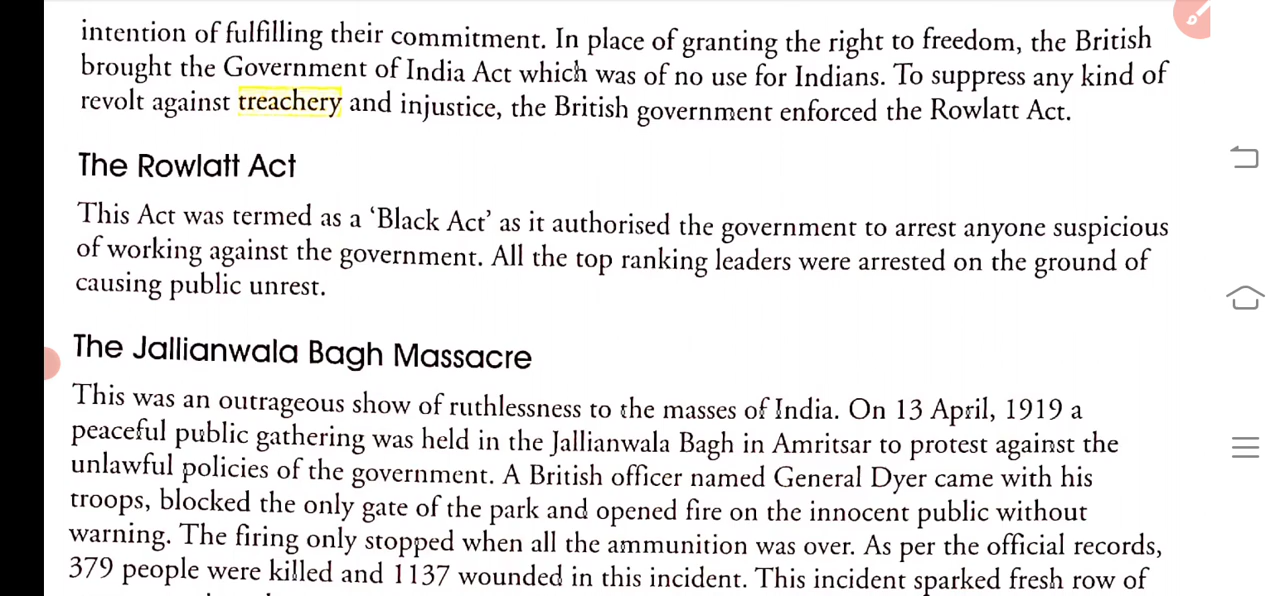 intention of fulfilling their commitment. In place of granting the right to freedom, the British
brought the Government of India Act which was of no use for Indians. To suppress any kind of
revolt against treachery and injustice, the British government enforced the Rowlatt Act.
The Rowlatt Act
This Act was termed as a ‘Black Act’ as it authorised the government to arrest anyone suspicious
of working against the government. All the top ranking leaders were arrested on the ground of
causing public unrest.
The Jallianwala Bagh Massacre
This was an outrageous show of ruthlessness to the masses of India. On 13 April, 1919 a
peaceful public gathering was held in the Jallianwala Bagh in Amritsar to protest against the
unlawful policies of the government. A British officer named General Dyer came with his
troops, blocked the only gate of the park and opened fire on the innocent public without
warning. The firing only stopped when all the ammunition was over. As per the official records,
379 people were killed and 1137 wounded in this incident. This incident sparked fresh row of